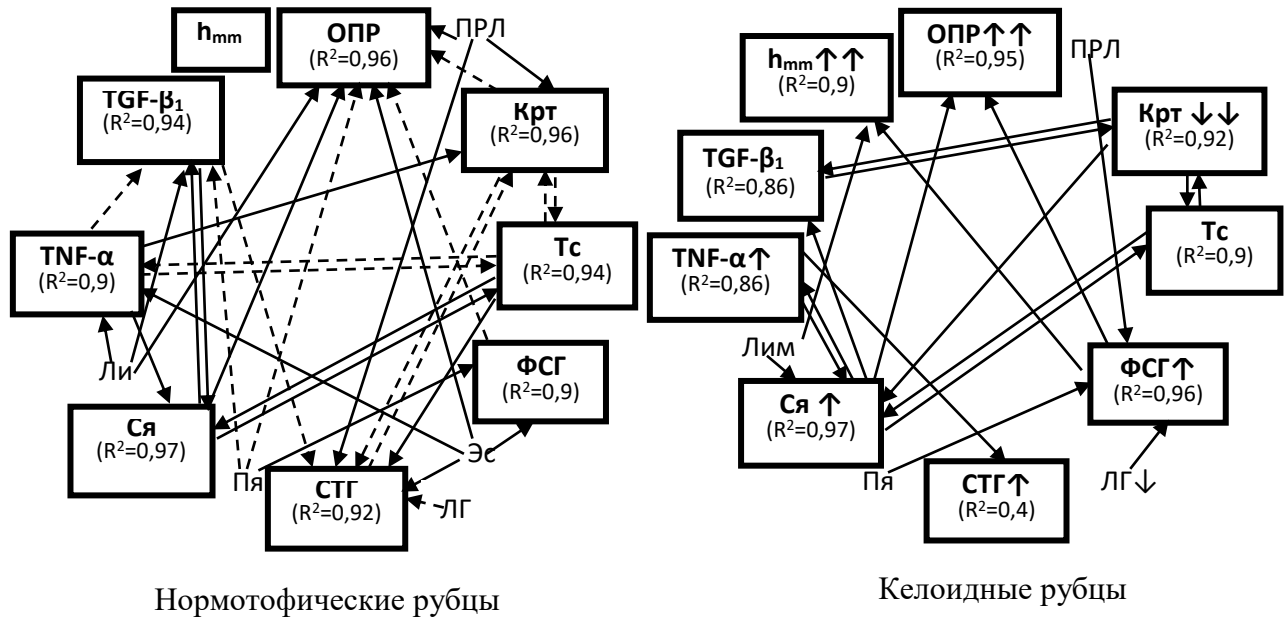 hmm
ОПР
(R²=0,96)
ПРЛ
TGF-β₁
(R²=0,94)
Крт
(R²=0,96)
TNF-α
(R²=0,9)
Тс
(R²=0,94)
Ли
ФСГ
(R²=0,9)
Ся
(R²=0,97)
Эс
Пя
СТГ
(R²=0,92)
ЛГ
Нормотофические рубцы
hmm↑↑
(R²=0,9)
ОПР↑↑
(R²=0,95)
ПРЛ
Крт ↓↓
(R²=0,92)
TGF-β₁
(R²=0,86)
Тс
(R²=0,9)
TNF-α↑
(R²=0,86)
Лим
ФСГ↑
(R²=0,96)
Ся ↑
(R²=0,97)
Пя
СТГ↑
(R²=0,4)
ЛГ↓
Келоидные рубцы